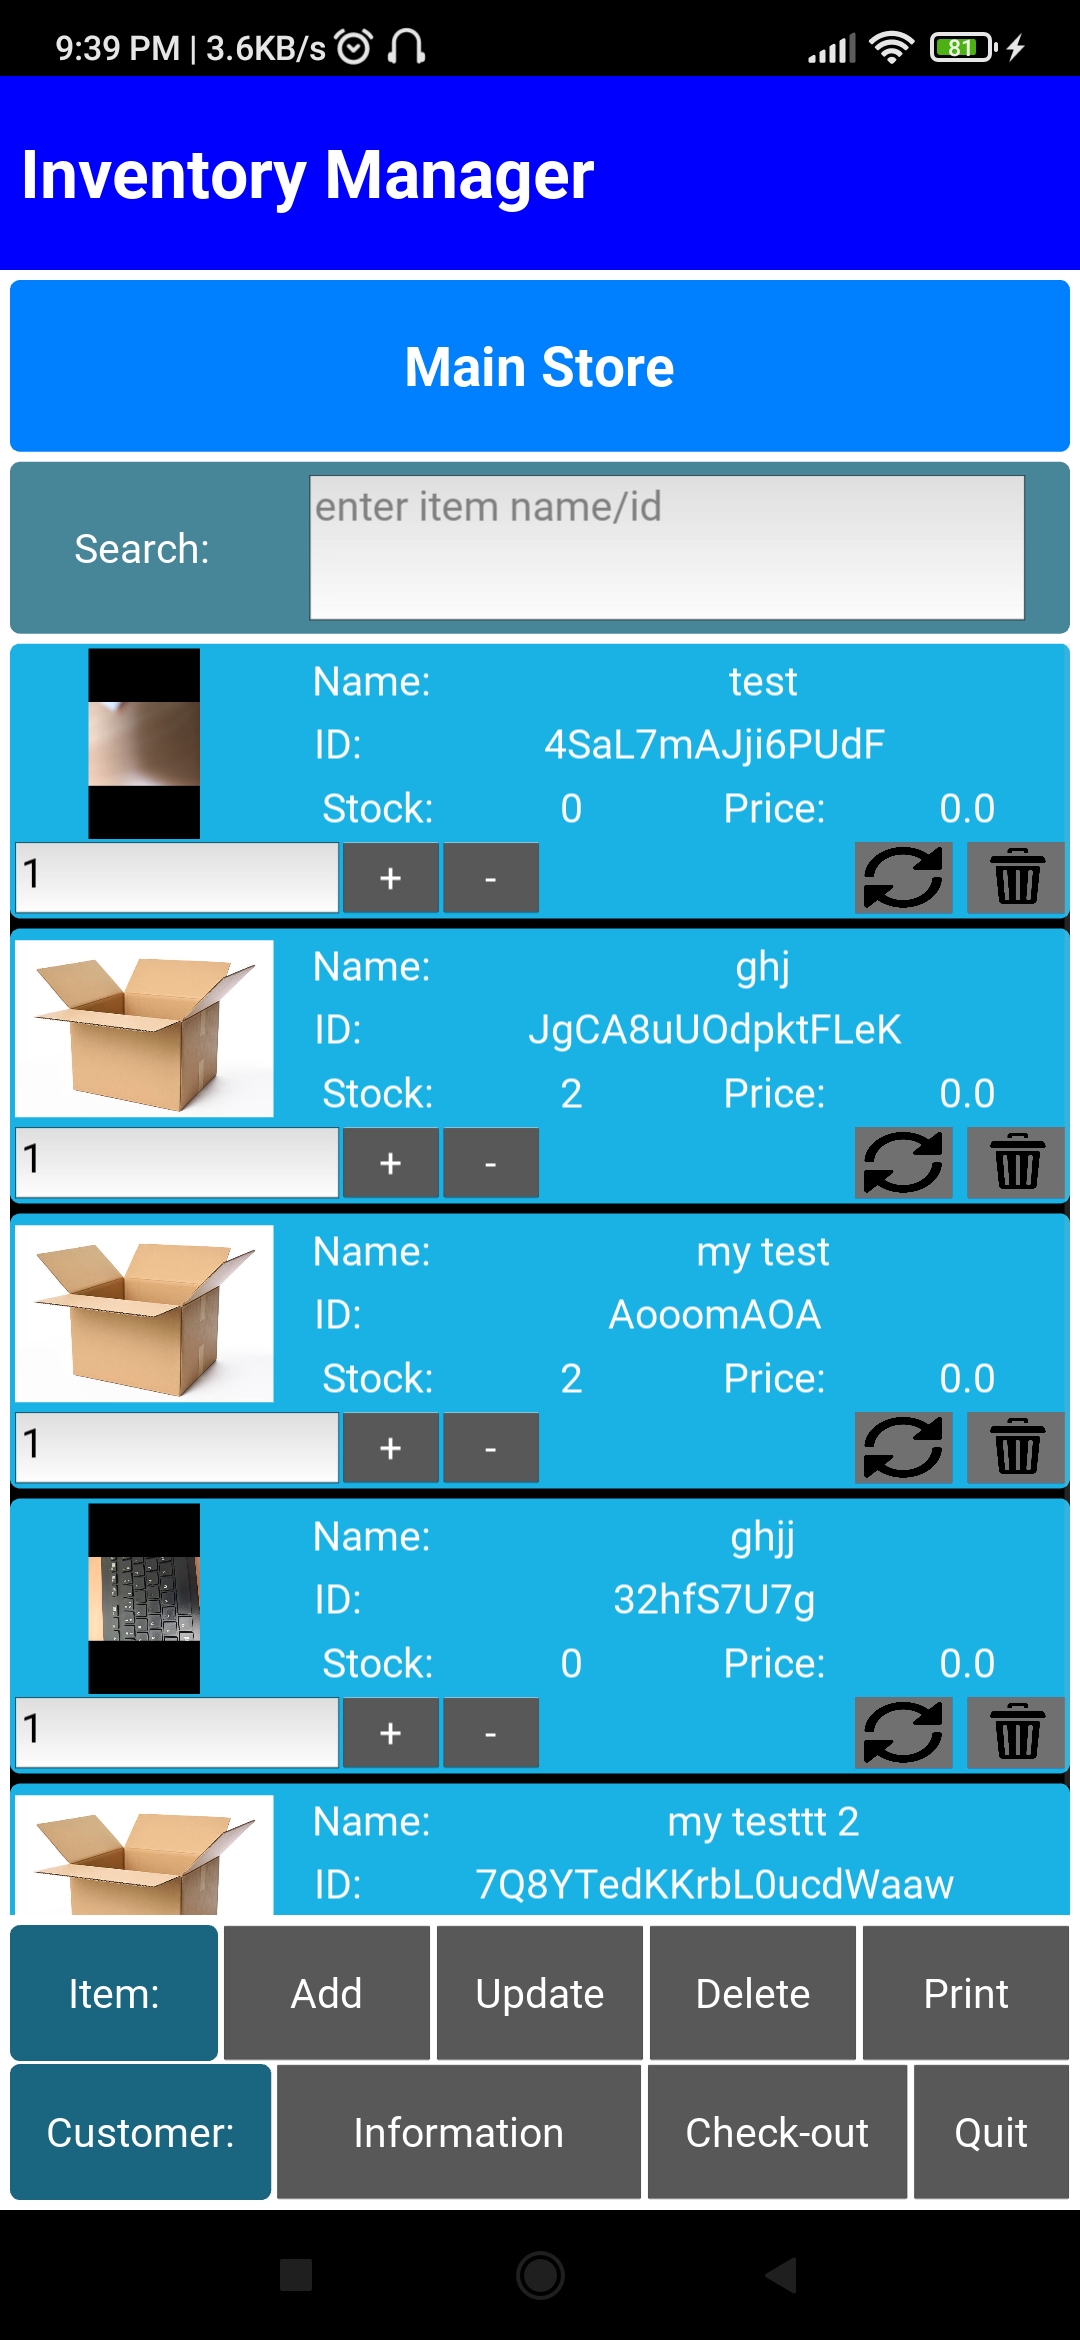 9:39 PM | 3.6KB/s 81
Inventory Manager
Main Store
Search: enter item name/id
Name: test
ID: 4SaL7mAJji6PUdF
Stock: 0 Price: 0.0
1 + -
Name: ghj
ID: JgCA8uUOdpktFLeK
Stock: 2 Price: 0.0
1 + -
Name: my test
ID: AooomAOA
Stock: 2 Price: 0.0
1 + -
Name: ghjj
ID: 32hfS7U7g
Stock: 0 Price: 0.0
1 + -
Name: my testtt 2
ID: 7Q8YTedKKrbL0ucdWaaw
Item: Add Update Delete Print
Customer: Information Check-out Quit